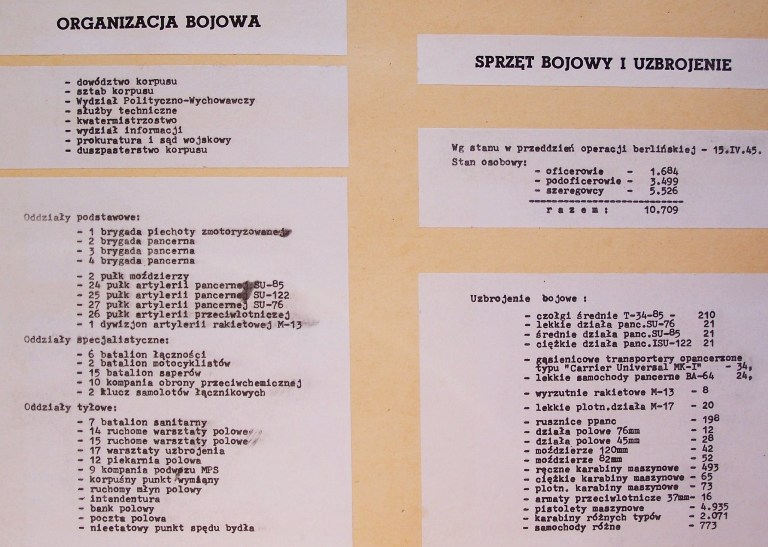 ORGANIZACJA BOJOWA
- dowództwo korpusu
- sztab korpusu
- Wydział Polityczno-Wychowawczy
- służby techniczne
- kwatermistrzostwo
- wydział informacji
- prokuratura i sąd wojskowy
- duszpasterstwo korpusu
Oddziały podstawowe:
- 1 brygada piechoty zmotoryzowanej
- 2 brygada pancerna
- 3 brygada pancerna
- 4 brygada pancerna
- 2 pułk moździerzy
- 24 pułk artylerii pancernej SU-85
- 25 pułk artylerii pancernej SU-122
- 27 pułk artylerii pancernej SU-76
- 26 pułk artylerii przeciwlotniczej
- 1 dywizjon artylerii rakietowej M-13
Oddziały specjalistyczne:
- 6 batalion łączności
- 2 batalion motocyklistów
- 15 batalion saperów
- 10 kompania obrony przeciwchemicznej
- 2 klucz samolotów łącznikowych
Oddziały tyłowe:
- 7 batalion sanitarny
- 14 ruchome warsztaty polowe
- 15 ruchome warsztaty polowe
- 17 warsztaty uzbrojenia
- 12 piekarnia polowa
- 9 kompania podwozu MPS
- korpuśny punkt wymiany
- ruchomy młyn polowy
- intendentura
- bank polowy
- poczta polowa
- nieetatowy punkt spędu bydła
SPRZĘT BOJOWY I UZBROJENIE
Wg stanu w przeddzień operacji berlińskiej - 15.IV.45.
Stan osobowy:
- oficerowie - 1.684
- podoficerowie - 3.499
- szeregowcy - 5.526
razem: 10.709
Uzbrojenie bojowe:
- czołgi średnie T-34-85 - 210
- lekkie działa panc.SU-76 21
- średnie działa panc.SU-85 21
- ciężkie działa panc.ISU-122 21
- gąsienicowe transportery opancerzone
typu "Carrier Universal MK-I" - 34,
- lekkie samochody pancerne BA-64 24,
- wyrzutnie rakietowe M-13 - 8
- lekkie plotn.działa M-17 - 20
- rusznice ppanc - 198
- działa polowe 76mm - 12
- działa polowe 45mm - 28
- moździerze 120mm - 42
- moździerze 82mm - 52
- ręczne karabiny maszynowe - 493
- ciężkie karabiny maszynowe - 65
- plotn. karabiny maszynowe - 73
- armaty przeciwlotnicze 37mm- 16
- pistolety maszynowe - 4.935
- karabiny różnych typów - 2.071
- samochody różne - 773